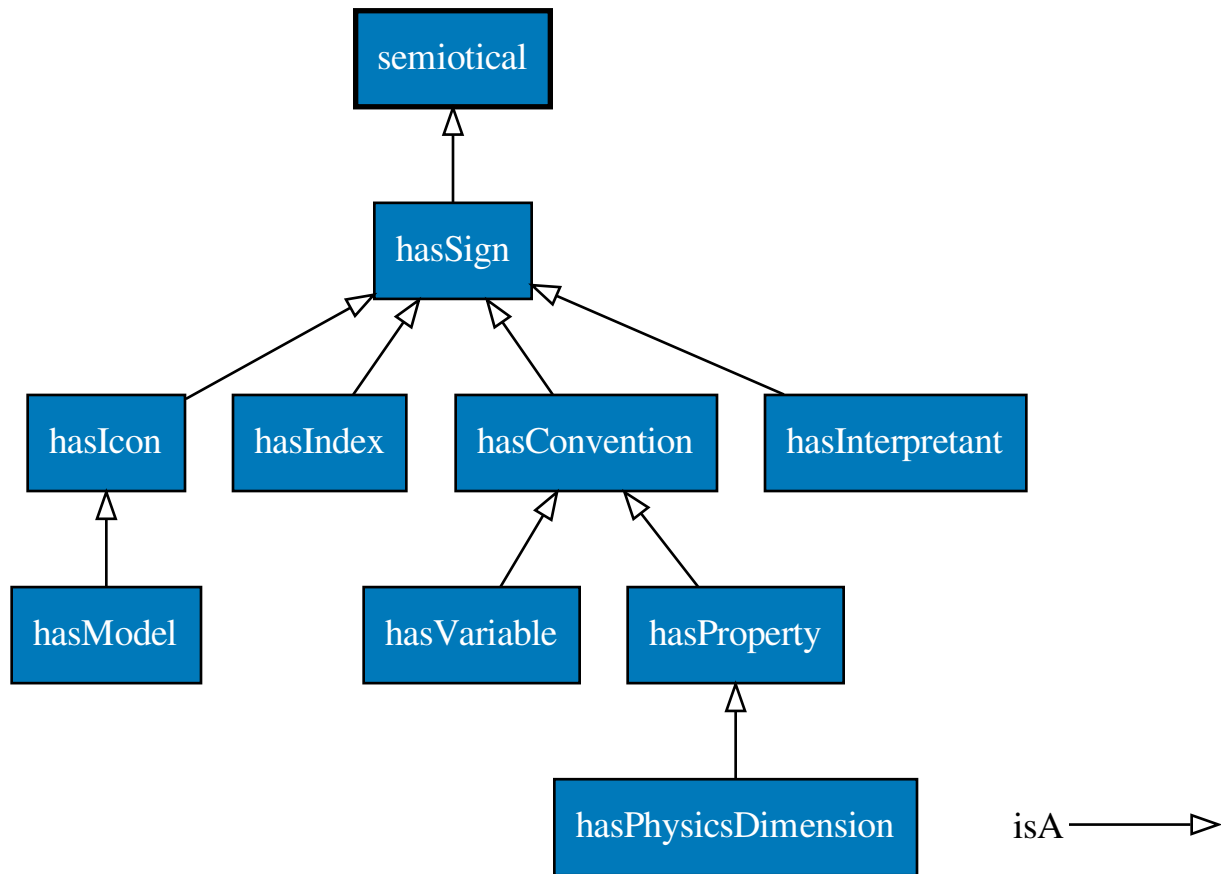 semiotical
hasSign
hasIcon
hasIndex
hasConvention
hasInterpretant
hasModel
hasVariable
hasProperty
hasPhysicsDimension
isA